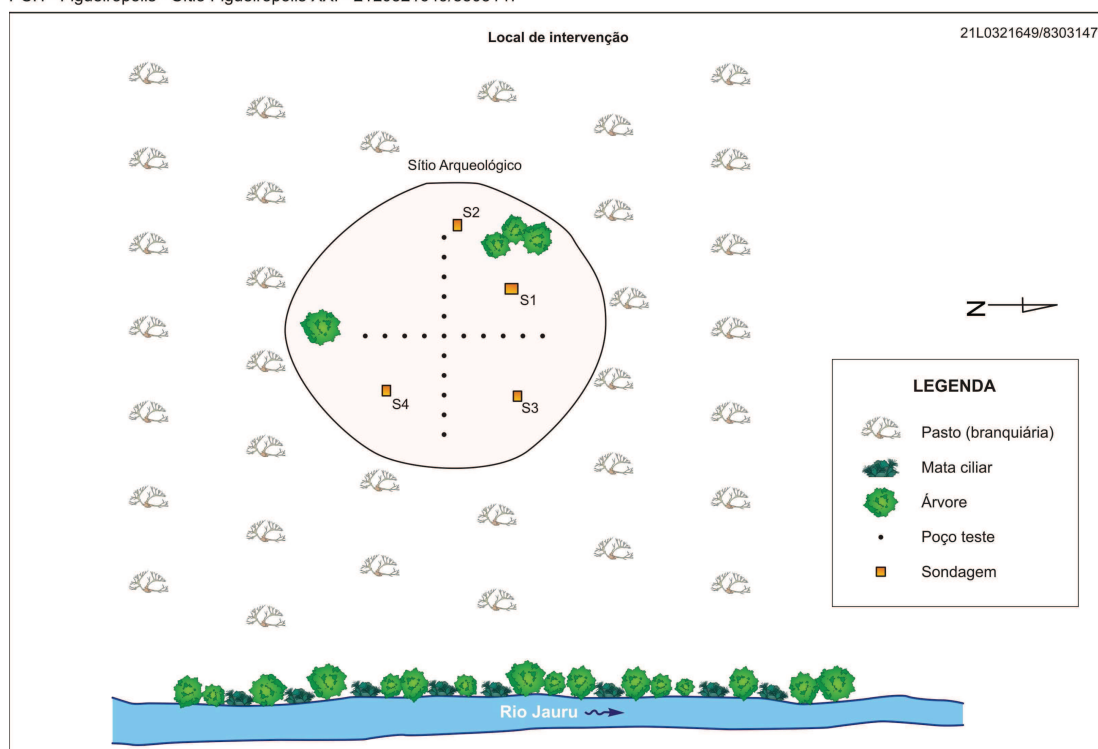 Local de intervenção
21L0321649/8303147
Sítio Arqueológico
S2
S1
S4
S3
N
LEGENDA
Pasto (branquiária)
Mata ciliar
Árvore
Poço teste
Sondagem
Rio Jauru